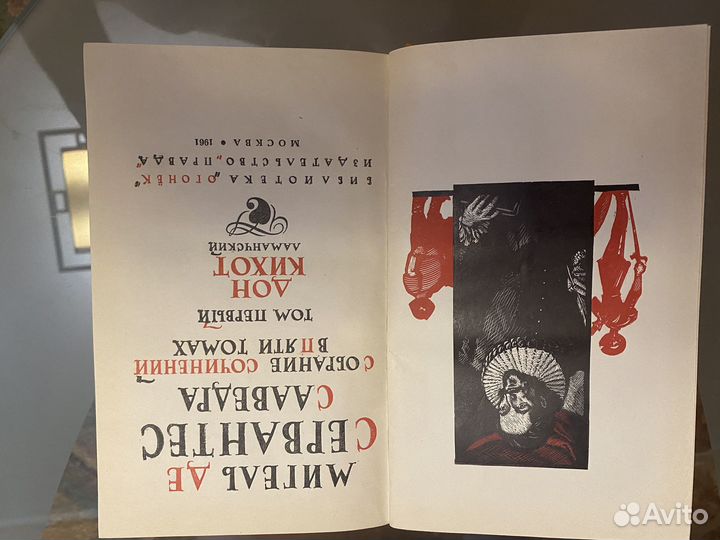 МИГЕЛЬ ДЕ
СЕРВАНТЕС
СААВЕДРА
СОБРАНИЕ СОЧИНЕНИЙ
В ПЯТИ ТОМАХ
ТОМ ПЕРВЫЙ
ДОН
КИХОТ
ЛАМАНЧСКИЙ
БИБЛИОТЕКА „ОГОНЁК“
ИЗДАТЕЛЬСТВО „ПРАВДА“
МОСКВА • 1961
Avito